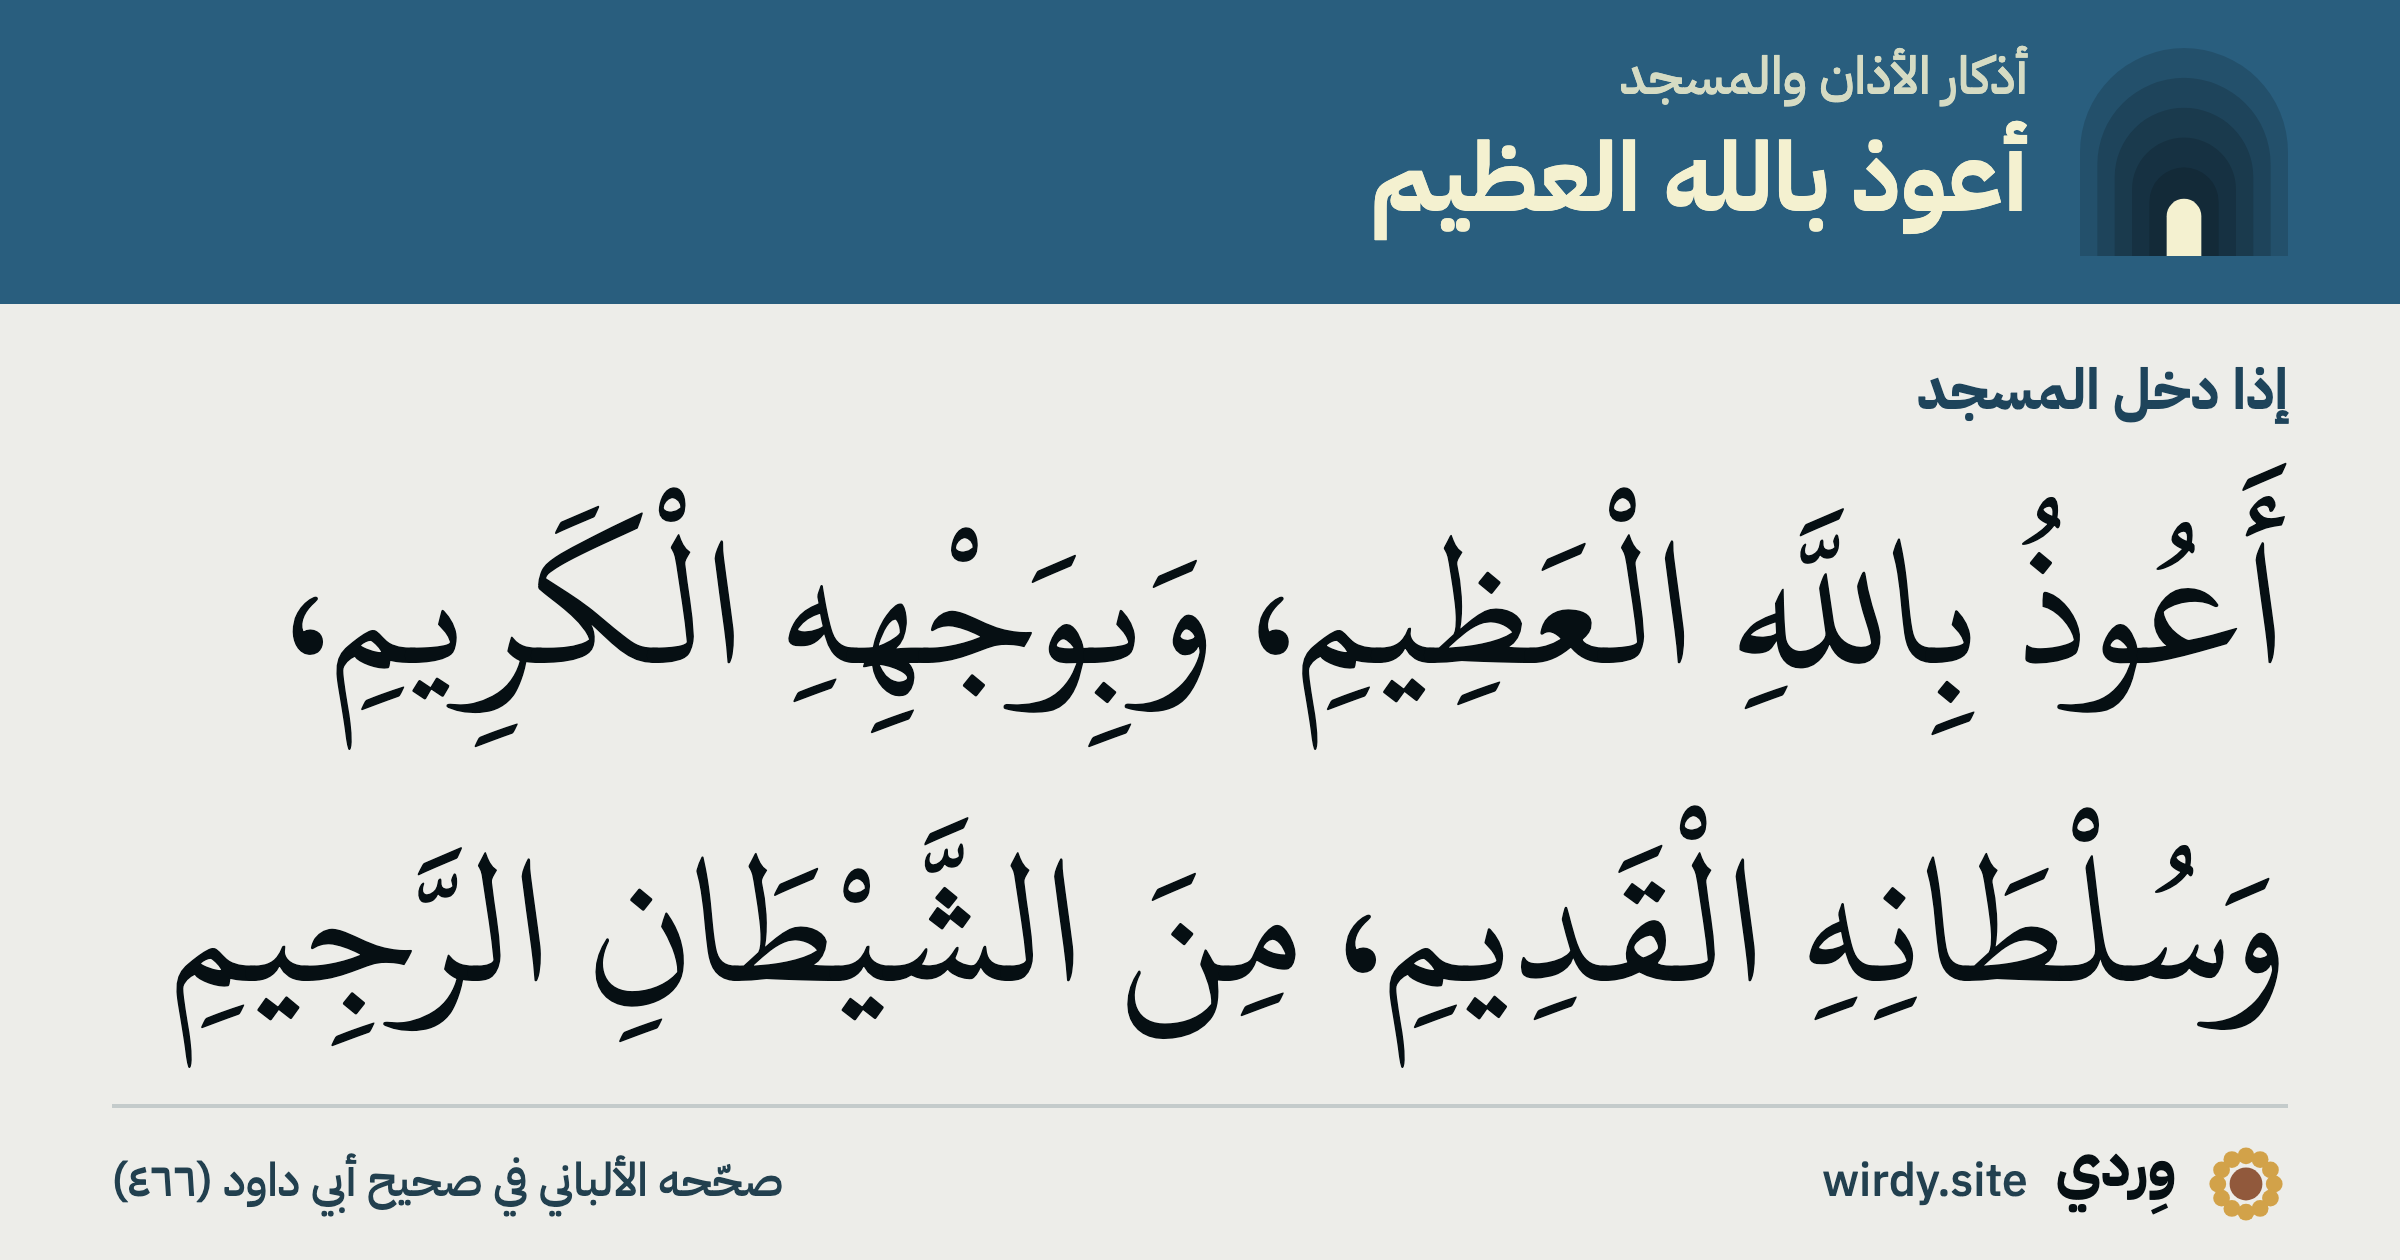 أذكار الأذان والمسجد
أعوذ بالله العظيم
إذا دخل المسجد
أَعُوذُ بِاللَّهِ الْعَظِيمِ، وَبِوَجْهِهِ الْكَرِيمِ،
وَسُلْطَانِهِ الْقَدِيمِ، مِنَ الشَّيْطَانِ الرَّجِيمِ
وِردي wirdy.site
صحّحه الألباني في صحيح أبي داود (٤٦٦)